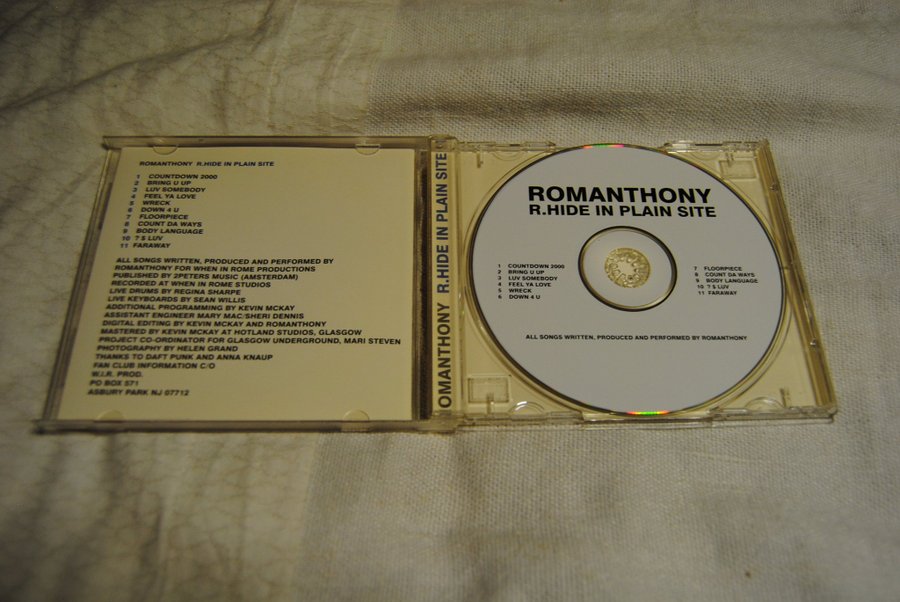 ROMANTHONY R.HIDE IN PLAIN SITE
1 COUNTDOWN 2000
2 BRING U UP
3 LUV SOMEBODY
4 FEEL YA LOVE
5 WRECK
6 DOWN 4 U
7 FLOORPIECE
8 COUNT DA WAYS
9 BODY LANGUAGE
10 ? $ LUV
11 FARAWAY
ALL SONGS WRITTEN, PRODUCED AND PERFORMED BY
ROMANTHONY FOR WHEN IN ROME PRODUCTIONS
PUBLISHED BY 2PETERS MUSIC (AMSTERDAM)
RECORDED AT WHEN IN ROME STUDIOS
LIVE DRUMS BY REGINA SHARPE
LIVE KEYBOARDS BY SEAN WILLIS
ADDITIONAL PROGRAMMING BY KEVIN MCKAY
ASSISTANT ENGINEER MARY MAC/SHERI DENNIS
DIGITAL EDITING BY KEVIN MCKAY AND ROMANTHONY
MASTERED BY KEVIN MCKAY AT HOTLAND STUDIOS, GLASGOW
PROJECT CO-ORDINATOR FOR GLASGOW UNDERGROUND, MARI STEVEN
PHOTOGRAPHY BY HELEN GRAND
THANKS TO DAFT PUNK AND ANNA KNAUP
FAN CLUB INFORMATION C/O
W.I.R. PROD.
PO BOX 571
ASBURY PARK NJ 07712
OMANTHONY R.HIDE IN PLAIN SITE
ROMANTHONY
R.HIDE IN PLAIN SITE
1 COUNTDOWN 2000
2 BRING U UP
3 LUV SOMEBODY
4 FEEL YA LOVE
5 WRECK
6 DOWN 4 U
7 FLOORPIECE
8 COUNT DA WAYS
9 BODY LANGUAGE
10 ? $ LUV
11 FARAWAY
ALL SONGS WRITTEN, PRODUCED AND PERFORMED BY ROMANTHONY